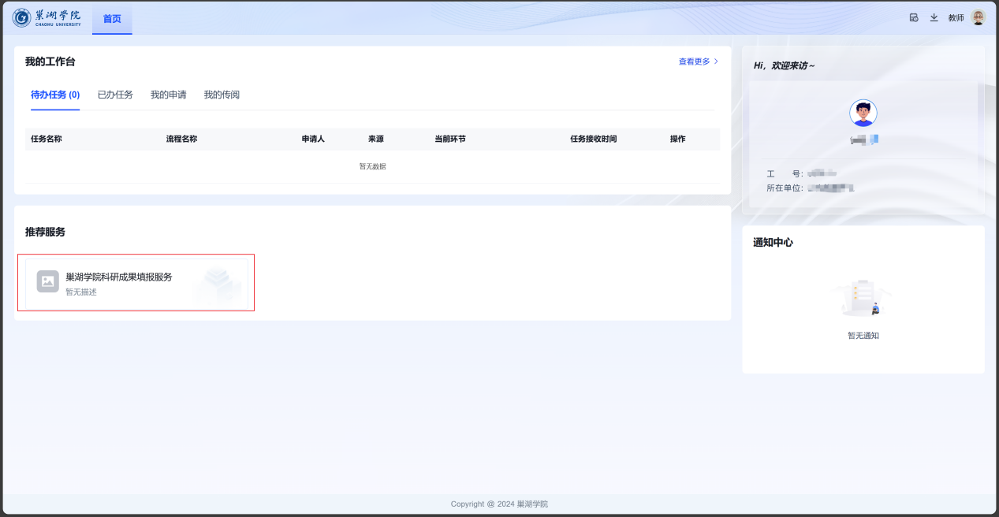 巢湖学院
CHAOHU UNIVERSITY
首页
教师
我的工作台
查看更多
待办任务 (0) 已办任务 我的申请 我的传阅
任务名称 流程名称 申请人 来源 当前环节 任务接收时间 操作
暂无数据
推荐服务
巢湖学院科研成果填报服务
暂无描述
Hi，欢迎来访~
工 号:
所在单位:
通知中心
暂无通知
Copyright @ 2024 巢湖学院